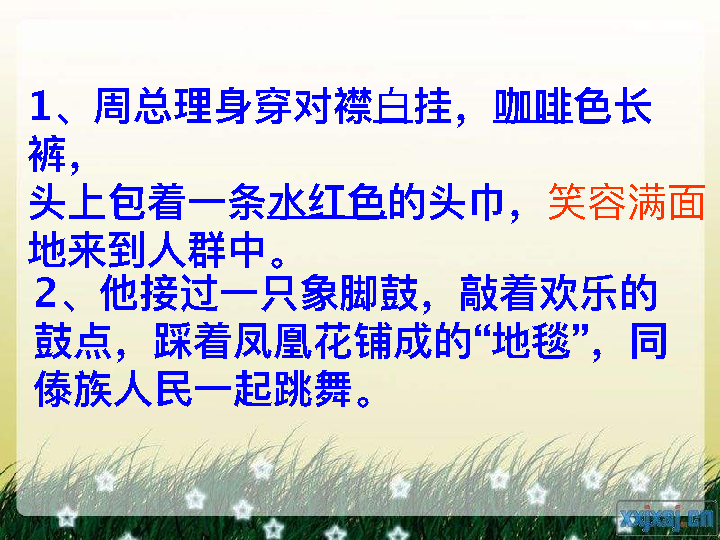 1、周总理身穿对襟白挂，咖啡色长
裤，
头上包着一条水红色的头巾，笑容满面
地来到人群中。
2、他接过一只象脚鼓，敲着欢乐的
鼓点，踩着凤凰花铺成的“地毯”，同
傣族人民一起跳舞。
xxjxsj.cn